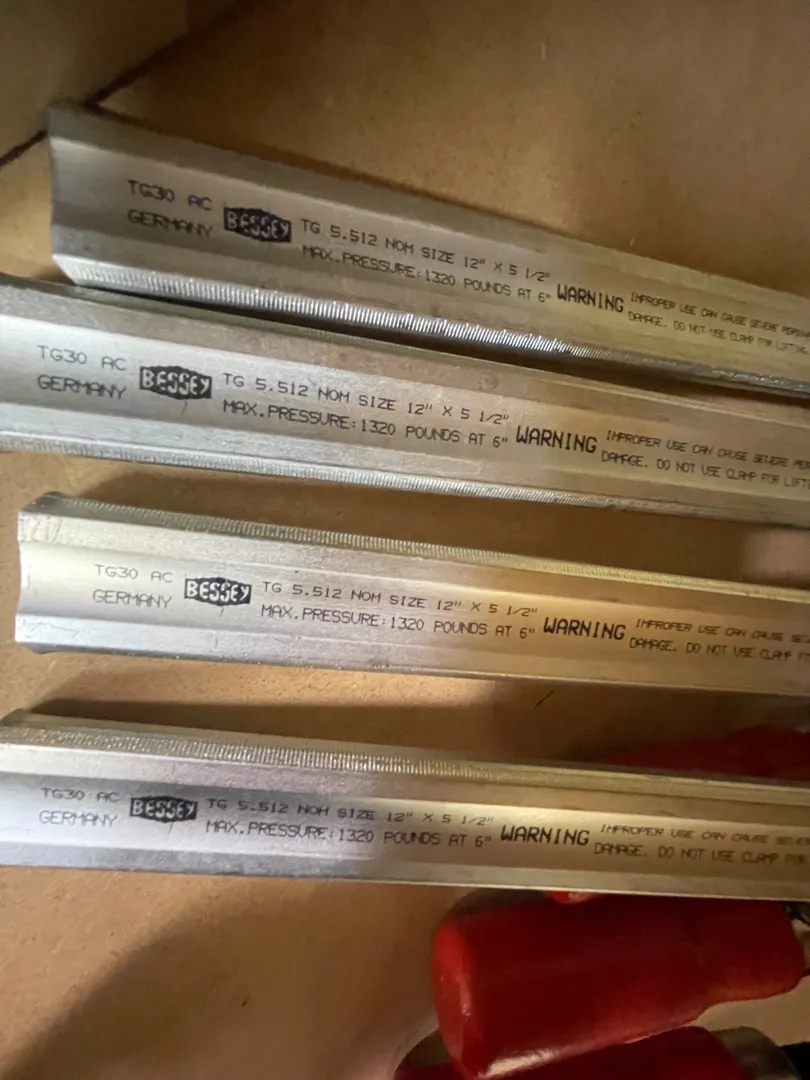 TG30 AC
GERMANY
BESSEY
TG 5.512 NOM SIZE 12" X 5 1/2"
MAX.PRESSURE:1320 POUNDS AT 6"
WARNING
IMPROPER USE CAN CAUSE SEVERE
DAMAGE. DO NOT USE CLAMP FOR LIFTING
TG30 AC
GERMANY
BESSEY
TG 5.512 NOM SIZE 12" X 5 1/2"
MAX.PRESSURE:1320 POUNDS AT 6"
WARNING
IMPROPER USE CAN CAUSE SEVERE
DAMAGE. DO NOT USE CLAMP FOR
TG30 AC
GERMANY
BESSEY
TG 5.512 NOM SIZE 12" X 5 1/2"
MAX.PRESSURE:1320 POUNDS AT 6"
WARNING
IMPROPER USE CAN CAUSE
DAMAGE. DO NOT USE CLAMP
TG30 AC
GERMANY
BESSEY
TG 5.512 NOM SIZE 12" X 5 1/2"
MAX.PRESSURE:1320 POUNDS AT 6"
WARNING
IMPROPER USE CAN CAUSE
DAMAGE. DO NOT USE CLAMP FOR